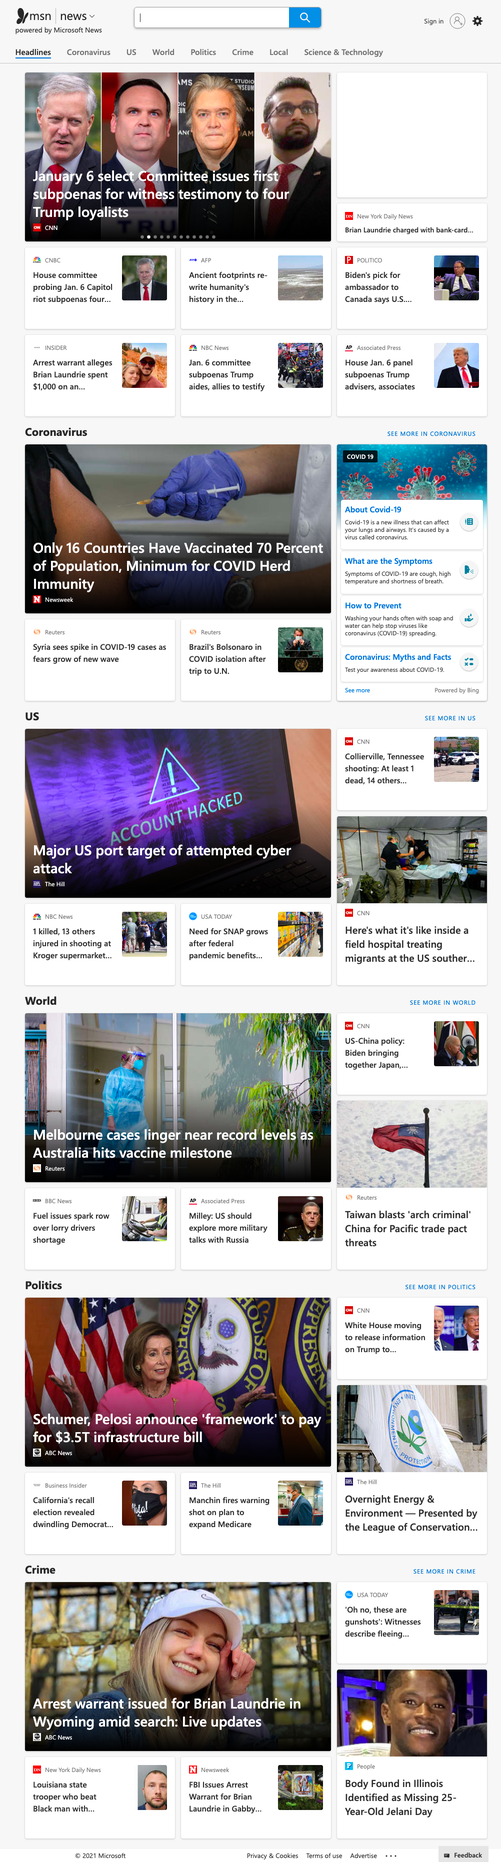 msn news
powered by Microsoft News
Sign in
Headlines Coronavirus US World Politics Crime Local Science & Technology
January 6 select Committee issues first
subpoenas for witness testimony to four
Trump loyalists
CNN
New York Daily News
Brian Laundrie charged with bank-card...
CNBC
House committee
probing Jan. 6 Capitol
riot subpoenas four...
AFP
Ancient footprints re-
write humanity's
history in the...
POLITICO
Biden's pick for
ambassador to
Canada says U.S....
INSIDER
Arrest warrant alleges
Brian Laundrie spent
$1,000 on an...
NBC News
Jan. 6 committee
subpoenas Trump
aides, allies to testify
Associated Press
House Jan. 6 panel
subpoenas Trump
advisers, associates
Coronavirus
SEE MORE IN CORONAVIRUS
Only 16 Countries Have Vaccinated 70 Percent
of Population, Minimum for COVID Herd
Immunity
Newsweek
COVID 19
About Covid-19
Covid-19 is a new illness that can affect
your lungs and airways. It's caused by a
virus called coronavirus.
What are the Symptoms
Symptoms of COVID-19 are cough, high
temperature and shortness of breath.
How to Prevent
Washing your hands often with soap and
water can help stop viruses like
coronavirus (COVID-19) spreading.
Coronavirus: Myths and Facts
Test your awareness about COVID-19.
See more
Powered by Bing
Reuters
Syria sees spike in COVID-19 cases as
fears grow of new wave
Reuters
Brazil's Bolsonaro in
COVID isolation after
trip to U.N.
US
SEE MORE IN US
ACCOUNT HACKED
Major US port target of attempted cyber
attack
The Hill
CNN
Collierville, Tennessee
shooting: At least 1
dead, 14 others...
CNN
Here's what it's like inside a
field hospital treating
migrants at the US souther...
NBC News
1 killed, 13 others
injured in shooting at
Kroger supermarket...
USA TODAY
Need for SNAP grows
after federal
pandemic benefits...
World
SEE MORE IN WORLD
Melbourne cases linger near record levels as
Australia hits vaccine milestone
Reuters
CNN
US-China policy:
Biden bringing
together Japan,...
Reuters
Taiwan blasts 'arch criminal'
China for Pacific trade pact
threats
BBC News
Fuel issues spark row
over lorry drivers
shortage
Associated Press
Milley: US should
explore more military
talks with Russia
Politics
SEE MORE IN POLITICS
Schumer, Pelosi announce 'framework' to pay
for $3.5T infrastructure bill
ABC News
CNN
White House moving
to release information
on Trump to...
The Hill
Overnight Energy &
Environment — Presented by
the League of Conservation...
Business Insider
California's recall
election revealed
dwindling Democrat...
The Hill
Manchin fires warning
shot on plan to
expand Medicare
Crime
SEE MORE IN CRIME
Arrest warrant issued for Brian Laundrie in
Wyoming amid search: Live updates
ABC News
USA TODAY
'Oh no, these are
gunshots': Witnesses
describe fleeing...
People
Body Found in Illinois
Identified as Missing 25-
Year-Old Jelani Day
New York Daily News
Louisiana state
trooper who beat
Black man with...
Newsweek
FBI Issues Arrest
Warrant for Brian
Laundrie in Gabby...
© 2021 Microsoft
Privacy & Cookies Terms of use Advertise ...
Feedback